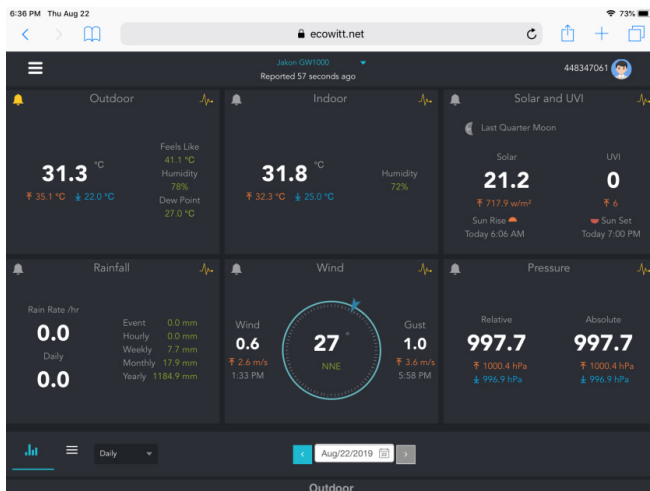 6:36 PM Thu Aug 22
73%
ecowitt.net
Jakon GW1000
Reported 57 seconds ago
448347061
Outdoor
31.3 °C
35.1 °C 22.0 °C
Feels Like
41.1 °C
Humidity
78%
Dew Point
27.0 °C
Indoor
31.8 °C
32.3 °C 25.0 °C
Humidity
72%
Solar and UVI
Last Quarter Moon
Solar
21.2
717.9 w/m²
UVI
0
6
Sun Rise
Today 6:06 AM
Sun Set
Today 7:00 PM
Rainfall
Rain Rate /hr
0.0
Daily
0.0
Event 0.0 mm
Hourly 0.0 mm
Weekly 7.7 mm
Monthly 17.9 mm
Yearly 1184.9 mm
Wind
Wind
0.6
2.6 m/s
1:33 PM
27 °
NNE
Gust
1.0
3.6 m/s
5:58 PM
Pressure
Relative
997.7
1000.4 hPa
996.9 hPa
Absolute
997.7
1000.4 hPa
996.9 hPa
Daily
Aug/22/2019
Outdoor